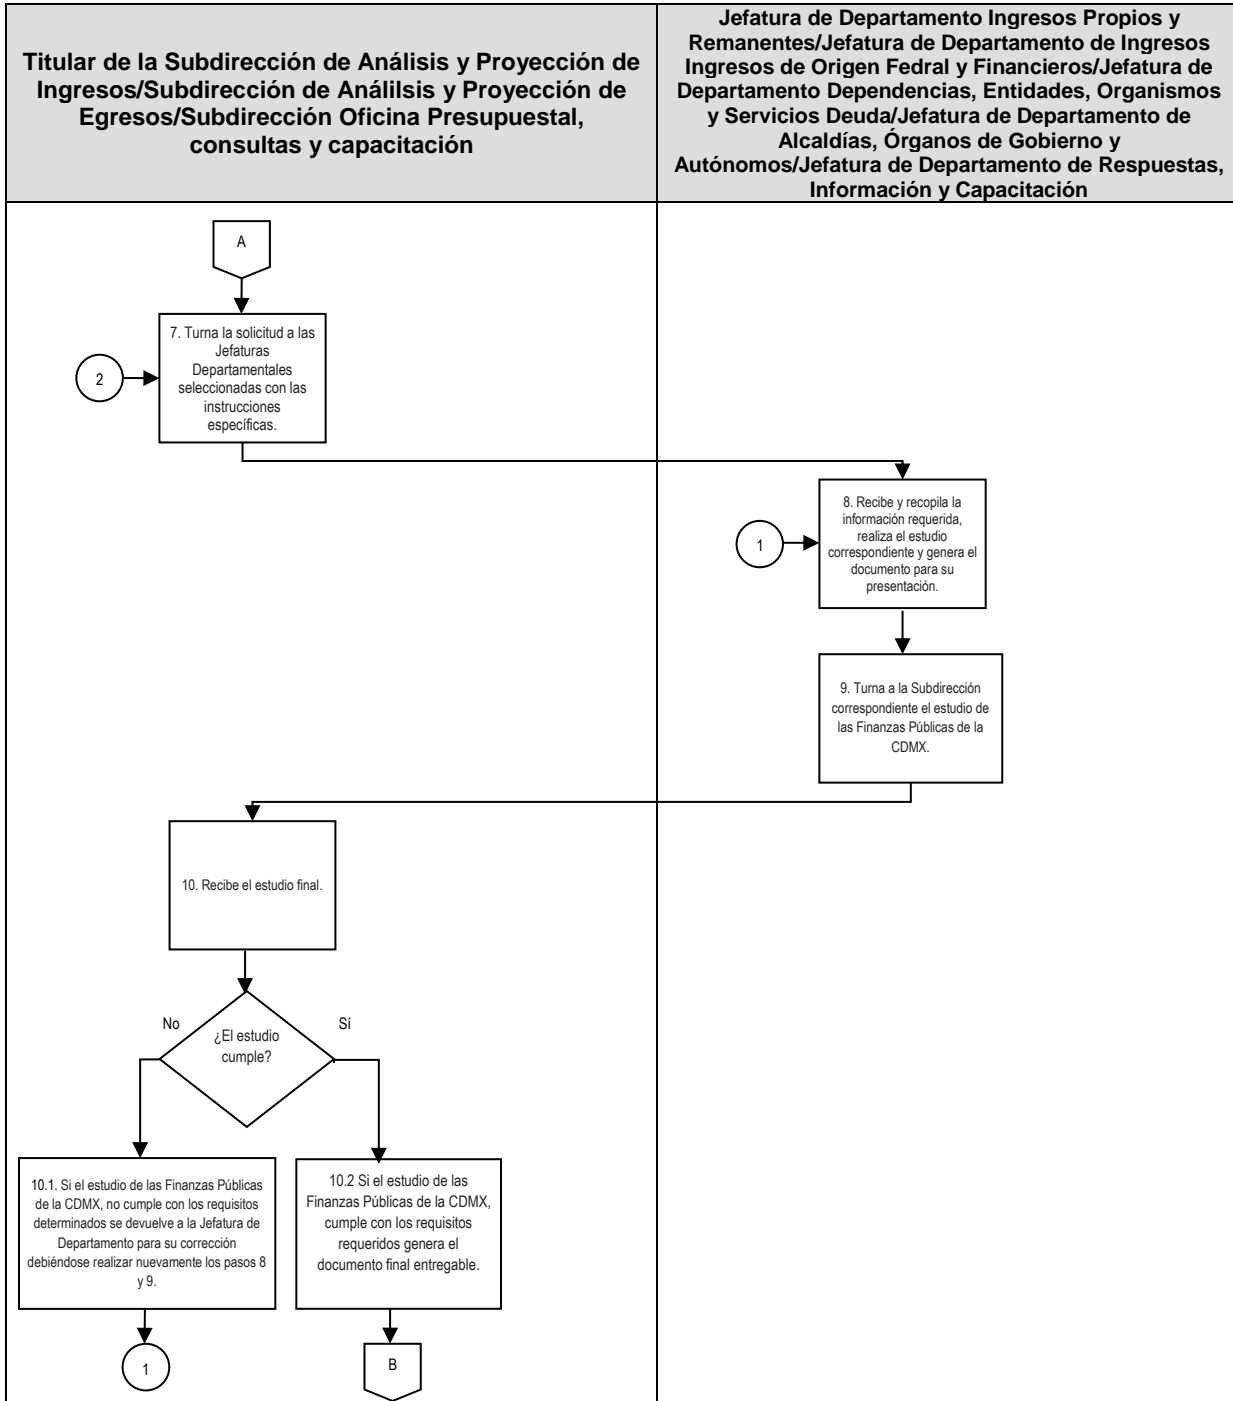 Titular de la Subdirección de Análisis y Proyección de
Ingresos/Subdirección de Análilsis y Proyección de
Egresos/Subdirección Oficina Presupuestal,
consultas y capacitación
Jefatura de Departamento Ingresos Propios y
Remanentes/Jefatura de Departamento de Ingresos
Ingresos de Origen Fedral y Financieros/Jefatura de
Departamento Dependencias, Entidades, Organismos
y Servicios Deuda/Jefatura de Departamento de
Alcaldías, Órganos de Gobierno y
Autónomos/Jefatura de Departamento de Respuestas,
Información y Capacitación
A
7. Turna la solicitud a las
Jefaturas
Departamentales
seleccionadas con las
instrucciones
específicas.
2
8. Recibe y recopila la
información requerida,
realiza el estudio
correspondiente y genera el
documento para su
presentación.
1
9. Turna a la Subdirección
correspondiente el estudio de
las Finanzas Públicas de la
CDMX.
10. Recibe el estudio final.
No
¿El estudio
cumple?
Sí
10.1. Si el estudio de las Finanzas Públicas
de la CDMX, no cumple con los requisitos
determinados se devuelve a la Jefatura de
Departamento para su corrección
debiéndose realizar nuevamente los pasos 8
y 9.
10.2 Si el estudio de las
Finanzas Públicas de la CDMX,
cumple con los requisitos
requeridos genera el
documento final entregable.
1
B